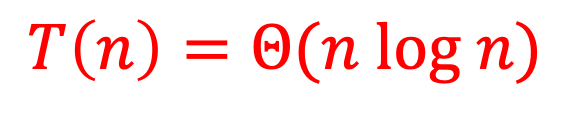 T(n) = Θ(n log n)